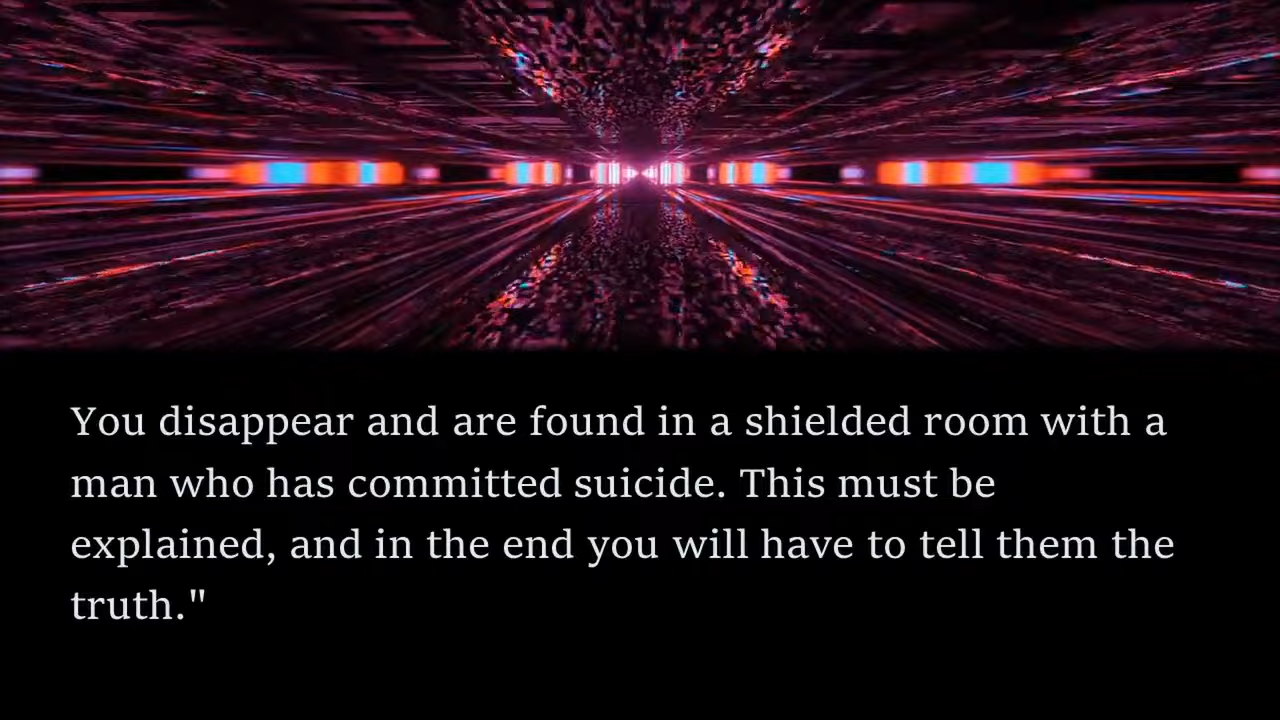 You disappear and are found in a shielded room with a
man who has committed suicide. This must be
explained, and in the end you will have to tell them the
truth."